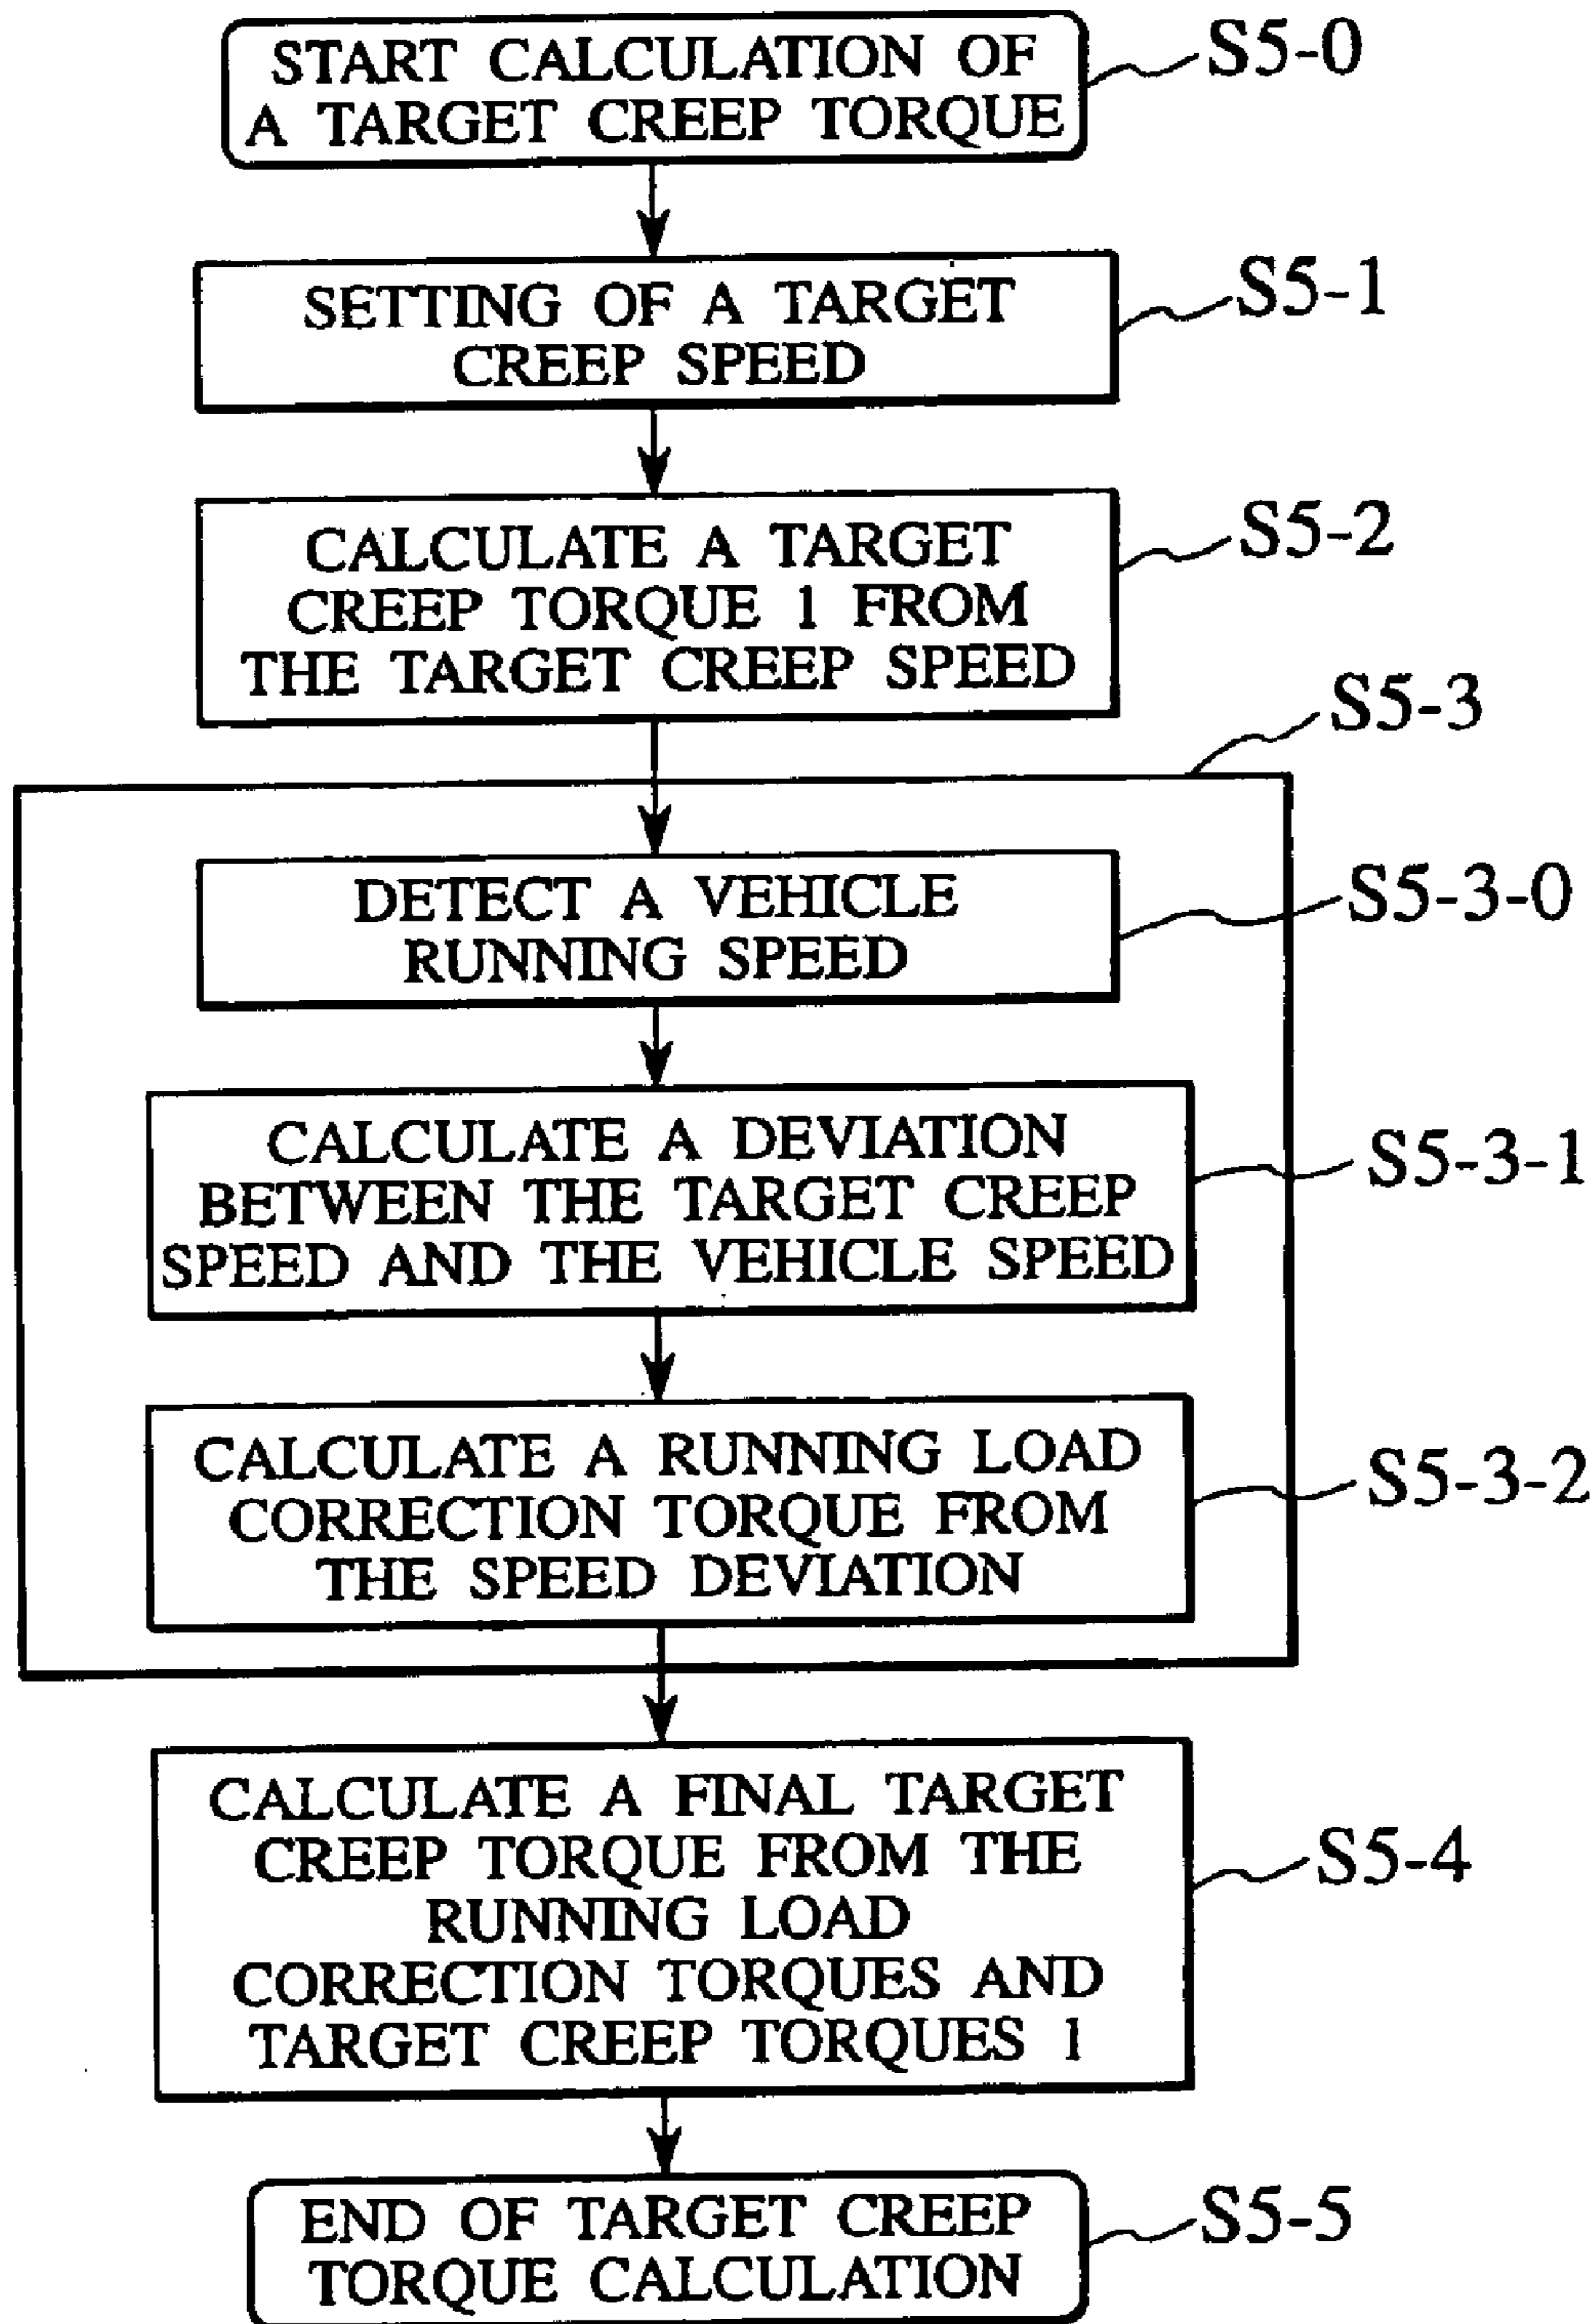 START CALCULATION OF
A TARGET CREEP TORQUE
S5-0
SETTING OF A TARGET
CREEP SPEED
S5-1
CALCULATE A TARGET
CREEP TORQUE 1 FROM
THE TARGET CREEP SPEED
S5-2
S5-3
DETECT A VEHICLE
RUNNING SPEED
S5-3-0
CALCULATE A DEVIATION
BETWEEN THE TARGET CREEP
SPEED AND THE VEHICLE SPEED
S5-3-1
CALCULATE A RUNNING LOAD
CORRECTION TORQUE FROM
THE SPEED DEVIATION
S5-3-2
CALCULATE A FINAL TARGET
CREEP TORQUE FROM THE
RUNNING LOAD
CORRECTION TORQUES AND
TARGET CREEP TORQUES 1
S5-4
END OF TARGET CREEP
TORQUE CALCULATION
S5-5